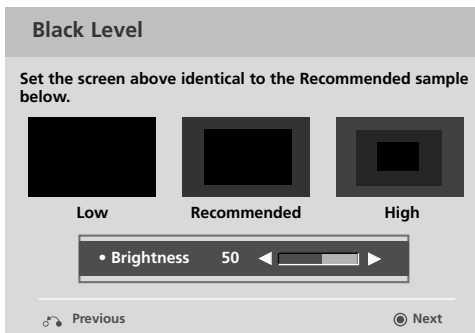 Black Level
Set the screen above identical to the Recommended sample
below.
Low Recommended High
• Brightness 50
Previous Next